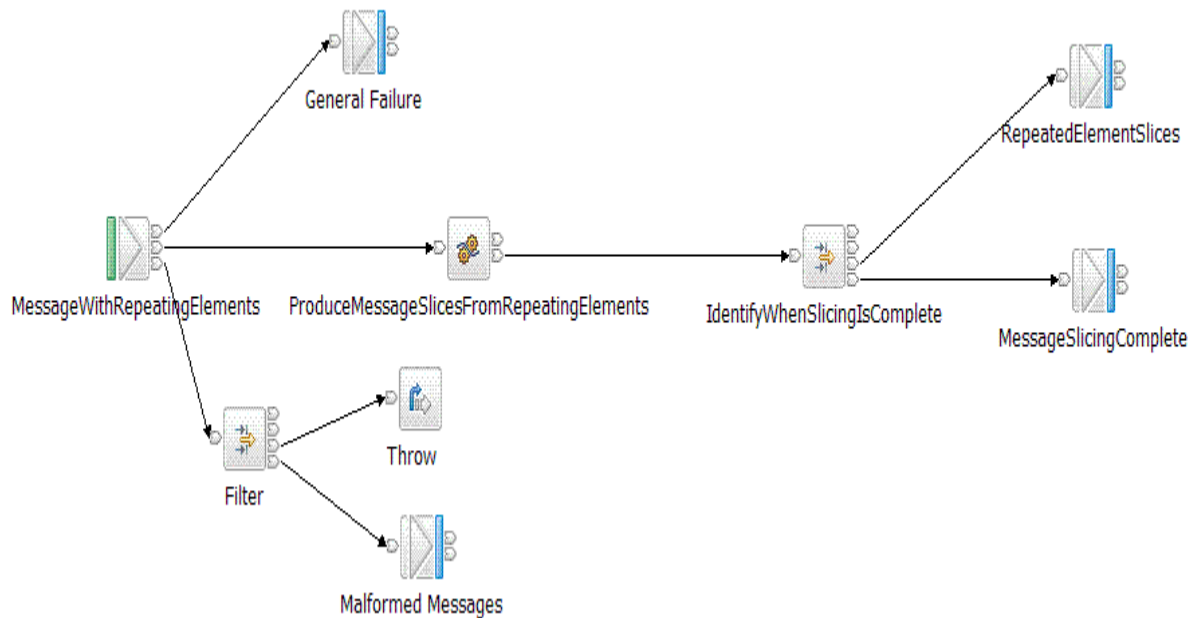 General Failure
RepeatedElementSlices
MessageWithRepeatingElements
ProduceMessageSlicesFromRepeatingElements
IdentifyWhenSlicingIsComplete
MessageSlicingComplete
Throw
Filter
Malformed Messages